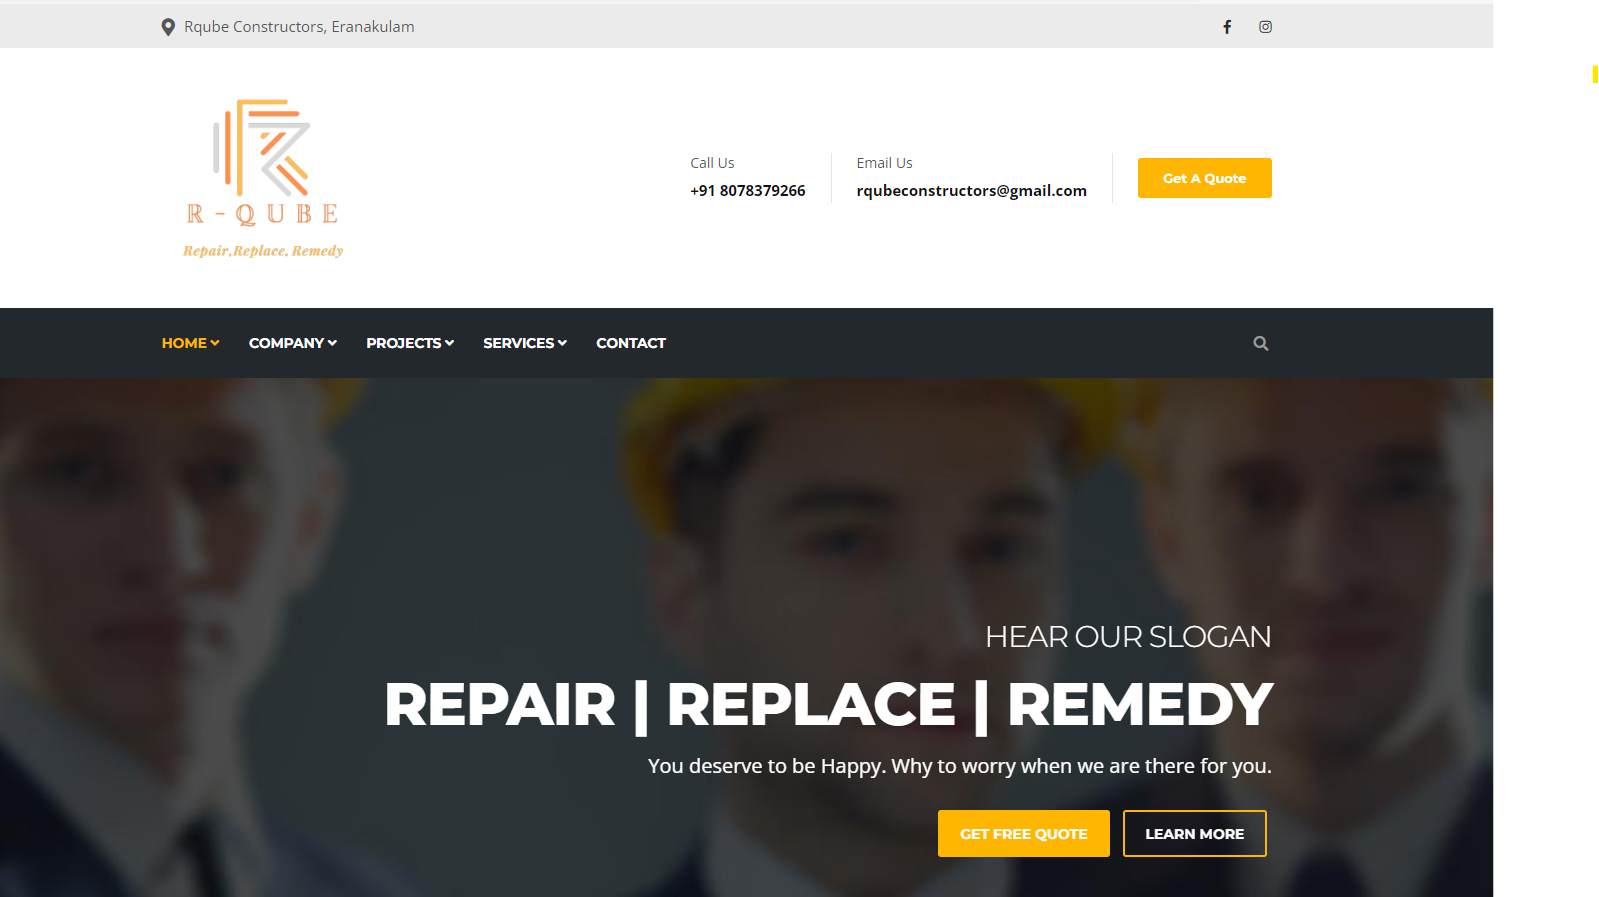 Rqube Constructors, Eranakulam
R - QUBE
Repair,Replace, Remedy
Call Us
+91 8078379266
Email Us
rqubeconstructors@gmail.com
Get A Quote
HOME COMPANY PROJECTS SERVICES CONTACT
HEAR OUR SLOGAN
REPAIR | REPLACE | REMEDY
You deserve to be Happy. Why to worry when we are there for you.
GET FREE QUOTE LEARN MORE